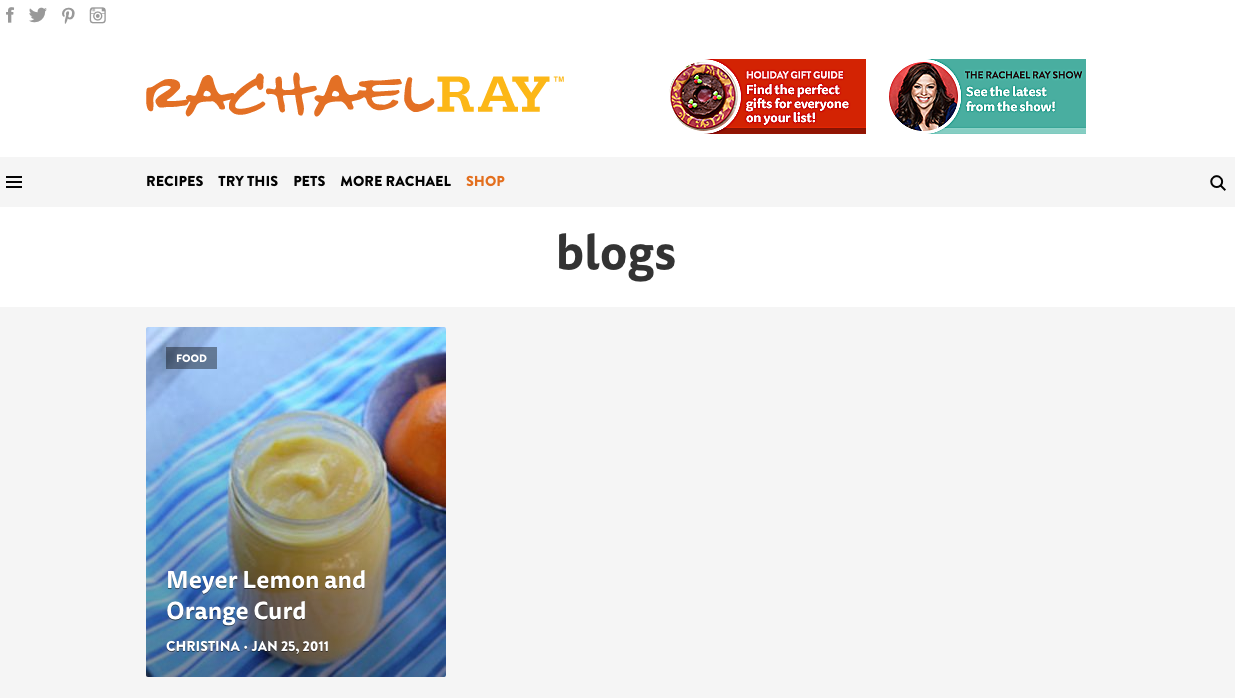 RACHAEL RAY™
HOLIDAY GIFT GUIDE
Find the perfect
gifts for everyone
on your list!
THE RACHAEL RAY SHOW
See the latest
from the show!
RECIPES TRY THIS PETS MORE RACHAEL SHOP
blogs
FOOD
Meyer Lemon and
Orange Curd
CHRISTINA • JAN 25, 2011